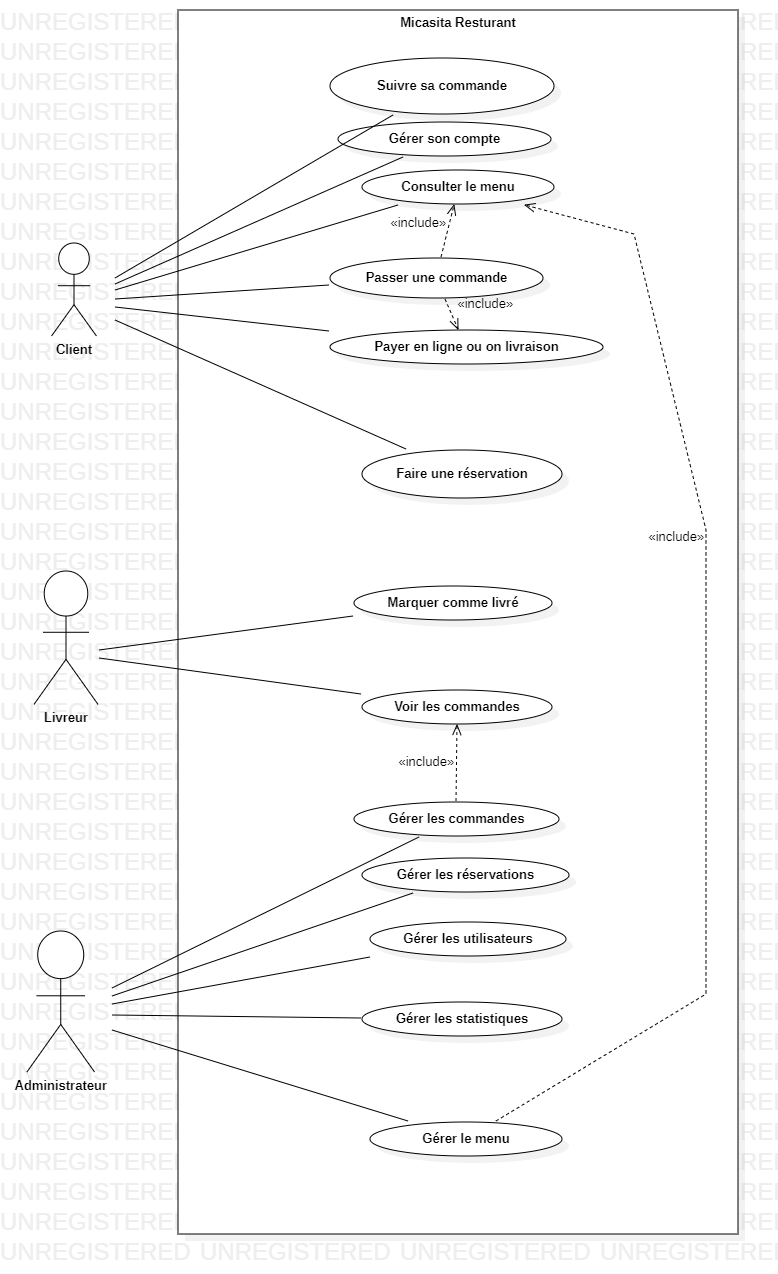 Micasita Resturant
Suivre sa commande
Gérer son compte
Consulter le menu
«include»
Passer une commande
«include»
Payer en ligne ou on livraison
Client
Faire une réservation
«include»
Marquer comme livré
Livreur
Voir les commandes
«include»
Gérer les commandes
Gérer les réservations
Gérer les utilisateurs
Gérer les statistiques
Administrateur
Gérer le menu
UNREGISTERED UNREGISTERED UNREGISTERED UNREGISTERED